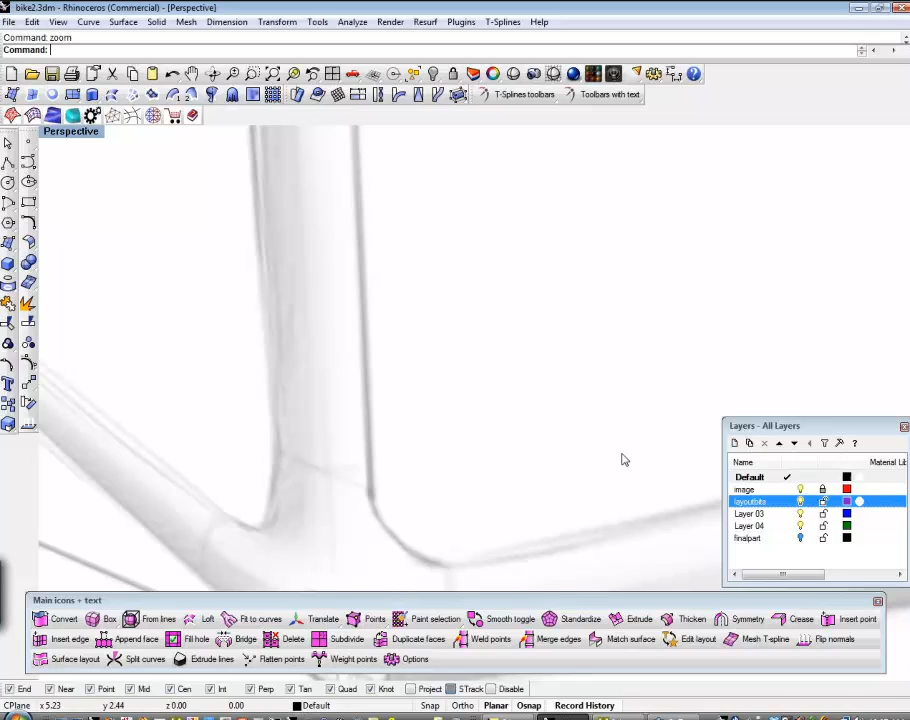 bike2.3dm - Rhinoceros (Commercial) - [Perspective]
File Edit View Curve Surface Solid Mesh Dimension Transform Tools Analyze Render Resurf Plugins T-Splines Help
Command: zoom
Command:
T-Splines toolbars Toolbars with text
Perspective
Layers - All Layers
Name Material Lib
Default
image
layoutbits
Layer 03
Layer 04
finalpart
Main icons + text
Convert Box From lines Loft Fit to curves Translate Points Paint selection Smooth toggle Standardize Extrude Thicken Symmetry Crease Insert point
Insert edge Append face Fill hole Bridge Delete Subdivide Duplicate faces Weld points Merge edges Match surface Edit layout Mesh T-spline Flip normals
Surface layout Split curves Extrude lines Flatten points Weight points Options
End Near Point Mid Cen Int Perp Tan Quad Knot Project STrack Disable
CPlane x 5.23 y 2.44 z 0.00 0.00 Default Snap Ortho Planar Osnap Record History